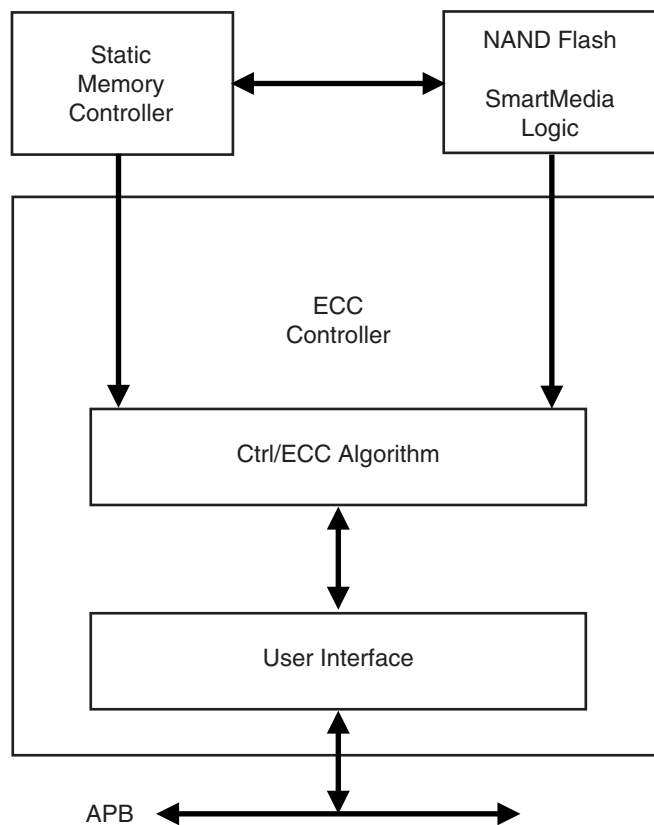 Static
Memory
Controller
NAND Flash
SmartMedia
Logic
ECC
Controller
Ctrl/ECC Algorithm
User Interface
APB